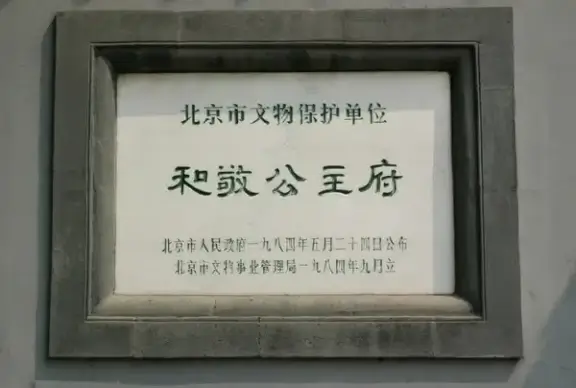 北京市文物保护单位
和敬公主府
北京市人民政府一九八四年五月二十四日公布
北京市文物事业管理局一九八四年九月立